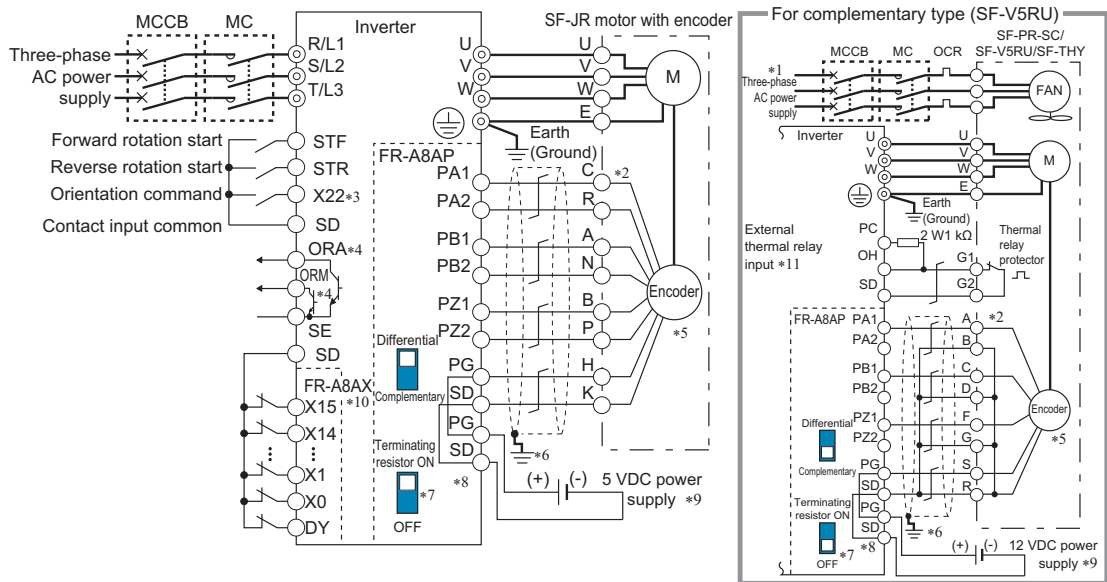 MCCB
MC
Inverter
SF-JR motor with encoder
Three-phase
AC power
supply
R/L1
S/L2
T/L3
U
V
W
U
V
W
E
M
Earth
(Ground)
Forward rotation start
Reverse rotation start
Orientation command
Contact input common
STF
STR
X22*3
SD
ORA*4
ORM
*4
SE
SD
FR-A8AX
*10
X15
X14
X1
X0
DY
FR-A8AP
PA1
PA2
PB1
PB2
PZ1
PZ2
PG
SD
PG
SD
C
*2
R
A
N
B
P
H
K
Encoder
*5
Differential
Complementary
Terminating
resistor ON
*7
OFF
*8
*6
(+)
(-)
5 VDC power
supply *9
For complementary type (SF-V5RU)
SF-PR-SC/
SF-V5RU/SF-THY
MCCB
MC
OCR
*1
Three-phase
AC power
supply
FAN
Inverter
U
V
W
U
V
W
E
M
Earth
(Ground)
External
thermal relay
input *11
PC
2 W1 kΩ
OH
SD
G1
G2
Thermal
relay
protector
FR-A8AP
PA1
PA2
PB1
PB2
PZ1
PZ2
PG
SD
PG
SD
A
*2
B
C
D
F
G
S
R
Encoder
*5
Differential
Complementary
Terminating
resistor ON
*7
OFF
*8
*6
(+)
(-)
12 VDC power
supply *9